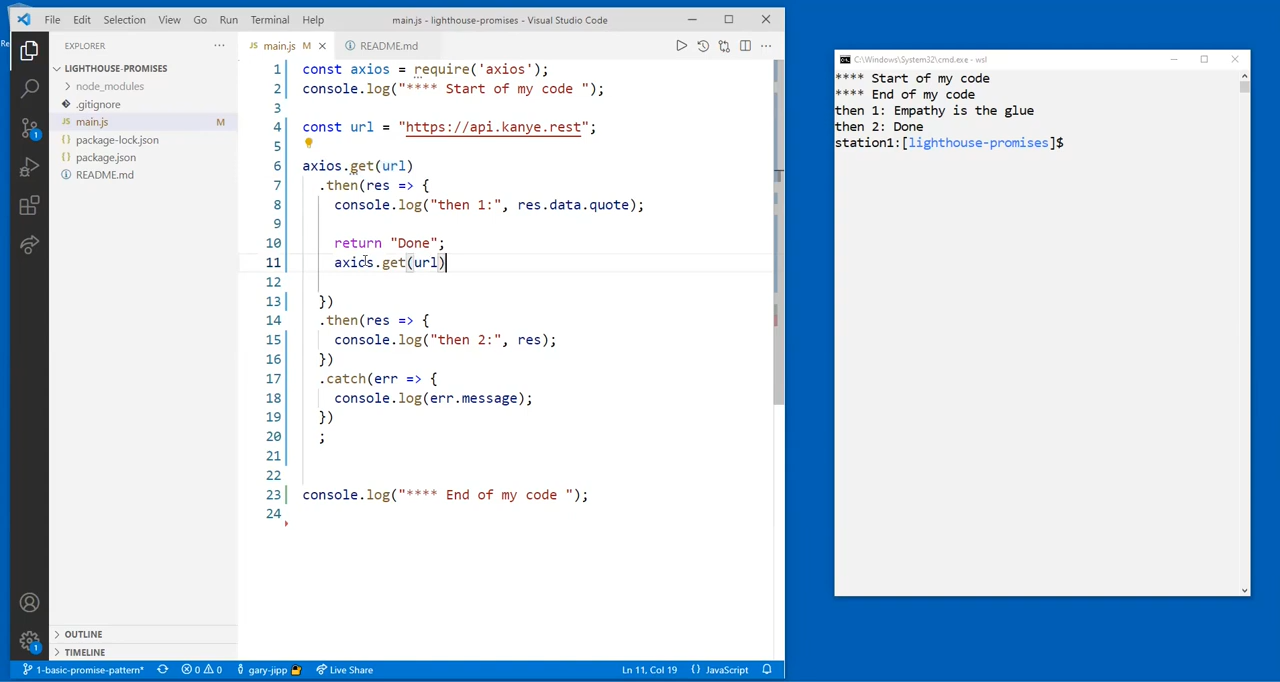 File Edit Selection View Go Run Terminal Help
main.js - lighthouse-promises - Visual Studio Code
EXPLORER
LIGHTHOUSE-PROMISES
node_modules
.gitignore
JS main.js M
{} package-lock.json
{} package.json
README.md
OUTLINE
TIMELINE
JS main.js M
README.md
1 const axios = require('axios');
2 console.log("**** Start of my code ");
3
4 const url = "https://api.kanye.rest";
5
6 axios.get(url)
7 .then(res => {
8 console.log("then 1:", res.data.quote);
9
10 return "Done";
11 axios.get(url)
12
13 })
14 .then(res => {
15 console.log("then 2:", res);
16 })
17 .catch(err => {
18 console.log(err.message);
19 })
20 ;
21
22
23 console.log("**** End of my code ");
24
1
1
1-basic-promise-pattern* 0 0 gary-jipp Live Share Ln 11, Col 19 {} JavaScript
C:\Windows\System32\cmd.exe - wsl
**** Start of my code
**** End of my code
then 1: Empathy is the glue
then 2: Done
station1:[lighthouse-promises]$
Re